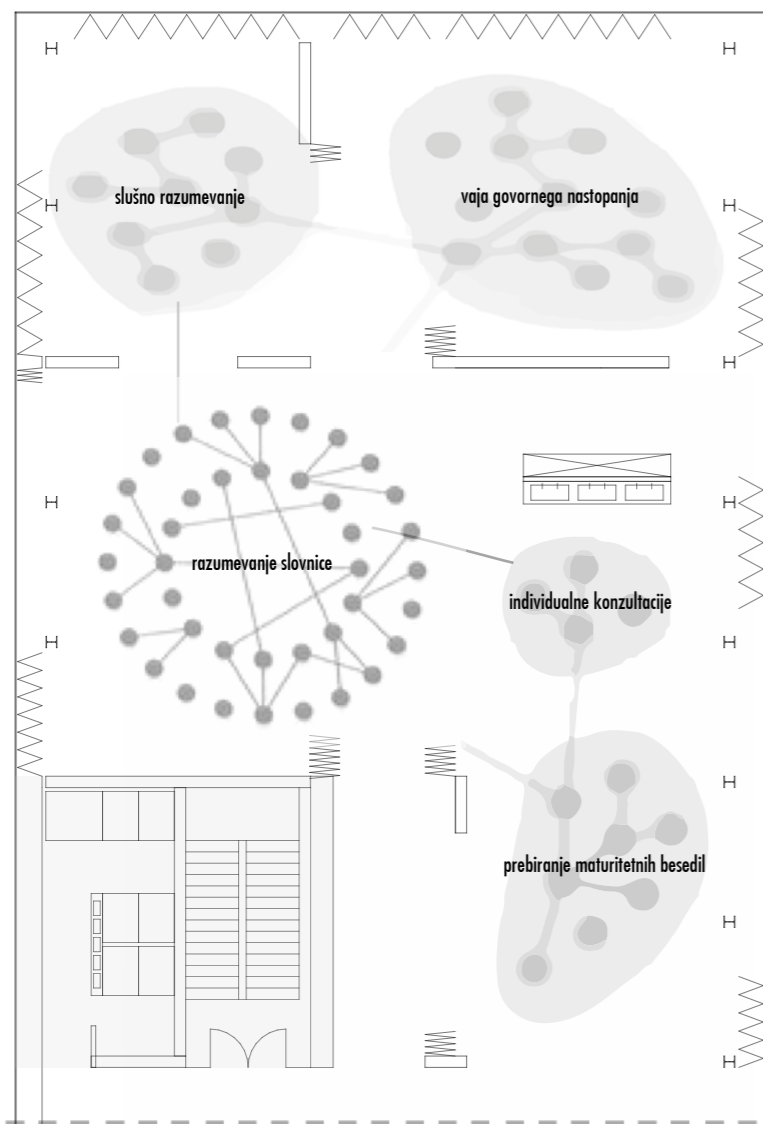 slušno razumevanje
vaja govornega nastopanja
razumevanje slovnice
individualne konzultacije
prebiranje maturitetnih besedil